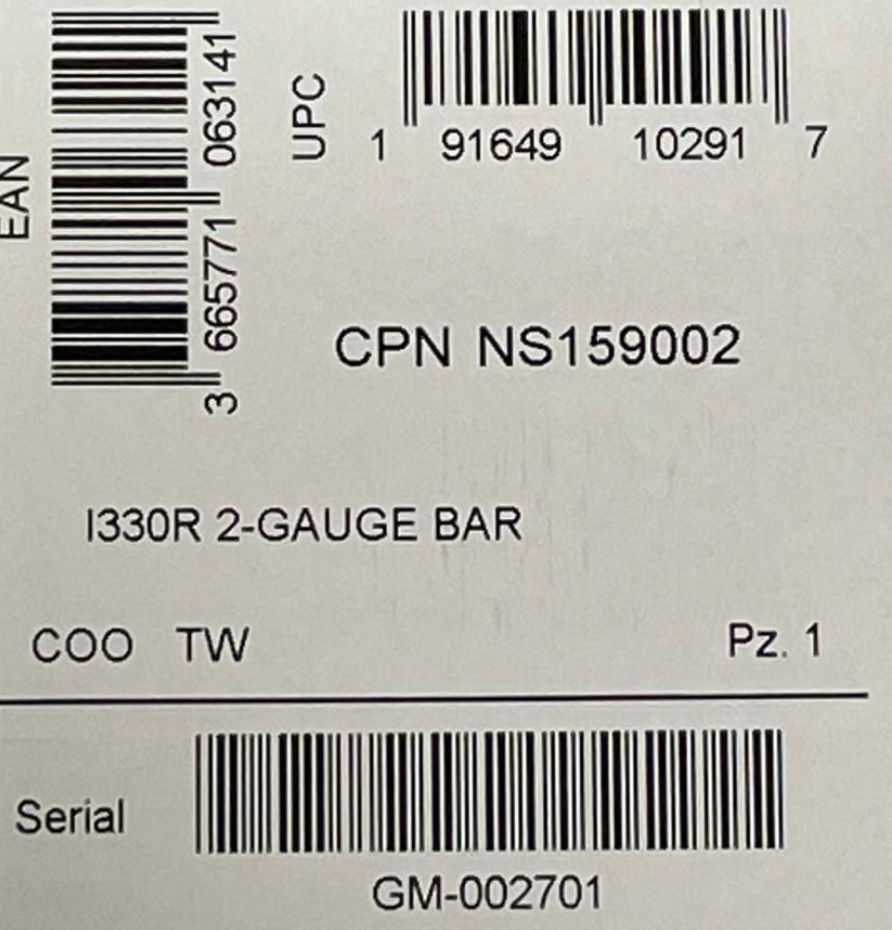 EAN
3 665771 063141
UPC
1 91649 10291 7
CPN NS159002
I330R 2-GAUGE BAR
COO TW
Pz. 1
Serial
GM-002701